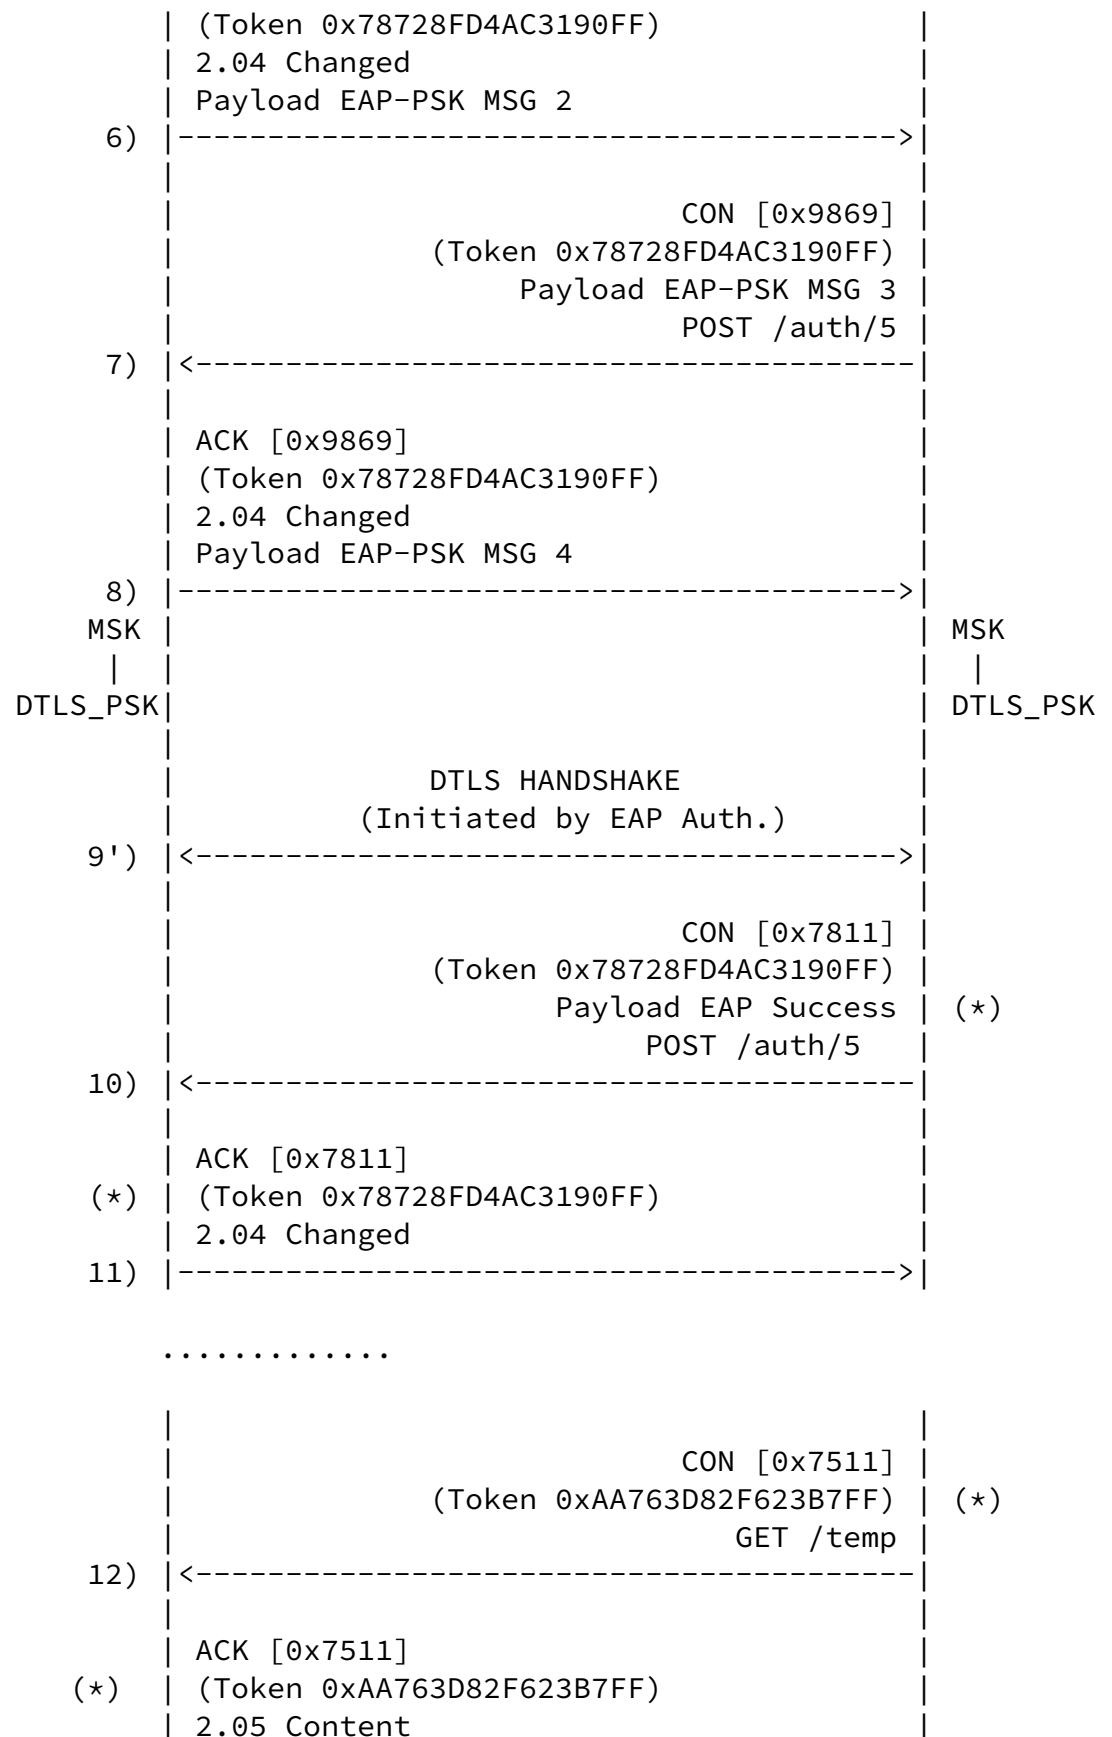 | (Token 0x78728FD4AC3190FF)              |
| 2.04 Changed                            |
| Payload EAP-PSK MSG 2                   |
6) |---------------------------------------->|
|                                         |
|                            CON [0x9869] |
|              (Token 0x78728FD4AC3190FF) |
|                   Payload EAP-PSK MSG 3 |
|                            POST /auth/5 |
7) |<----------------------------------------|
|                                         |
| ACK [0x9869]                            |
| (Token 0x78728FD4AC3190FF)              |
| 2.04 Changed                            |
| Payload EAP-PSK MSG 4                   |
8) |---------------------------------------->|
MSK |                                         | MSK
| |                                         | |
DTLS_PSK|                                         | DTLS_PSK
|                                         |
|              DTLS HANDSHAKE             |
|          (Initiated by EAP Auth.)       |
9') |<--------------------------------------->|
|                                         |
|                            CON [0x7811] |
|              (Token 0x78728FD4AC3190FF) |
|                     Payload EAP Success | (*)
|                          POST /auth/5   |
10) |<----------------------------------------|
|                                         |
| ACK [0x7811]                            |
(*) | (Token 0x78728FD4AC3190FF)              |
| 2.04 Changed                            |
11) |---------------------------------------->|
.............
|                                         |
|                            CON [0x7511] |
|              (Token 0xAA763D82F623B7FF) | (*)
|                               GET /temp |
12) |<----------------------------------------|
|                                         |
| ACK [0x7511]                            |
(*) | (Token 0xAA763D82F623B7FF)              |
| 2.05 Content                            |